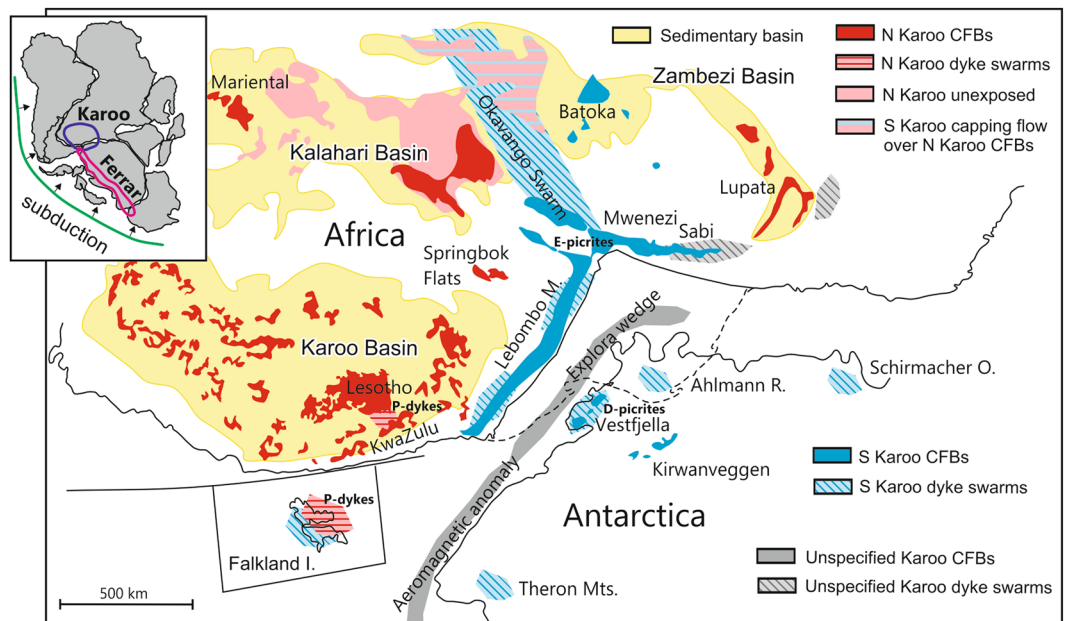 Karoo
Ferrar
subduction
Sedimentary basin
N Karoo CFBs
N Karoo dyke swarms
N Karoo unexposed
S Karoo capping flow
over N Karoo CFBs
Mariental
Kalahari Basin
Okavango Swarm
Batoka
Zambezi Basin
Lupata
Africa
Springbok
Flats
E-picrites
Mwenezi
Sabi
Lebombo M.
Explora wedge
Karoo Basin
Lesotho
P-dykes
KwaZulu
Ahlmann R.
Schirmacher O.
D-picrites
Vestfjella
Kirwanveggen
S Karoo CFBs
S Karoo dyke swarms
P-dykes
Falkland I.
Aeromagnetic anomaly
Antarctica
Unspecified Karoo CFBs
Unspecified Karoo dyke swarms
Theron Mts.
500 km